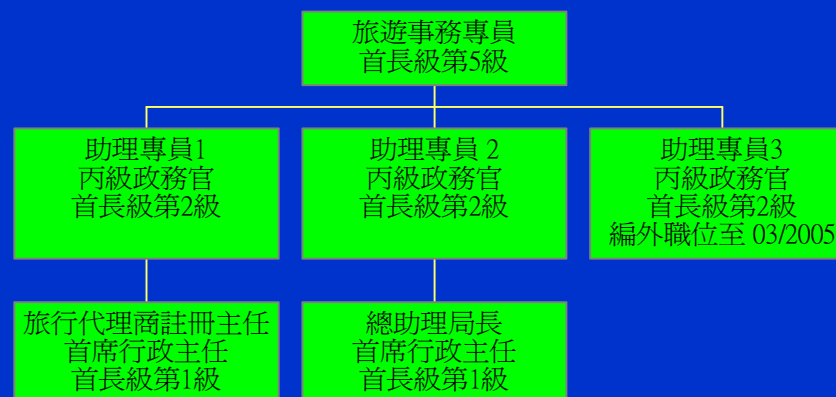 旅遊事務專員
首長級第5級
助理專員1
丙級政務官
首長級第2級
助理專員 2
丙級政務官
首長級第2級
助理專員3
丙級政務官
首長級第2級
編外職位至 03/2005
旅行代理商註冊主任
首席行政主任
首長級第1級
總助理局長
首席行政主任
首長級第1級